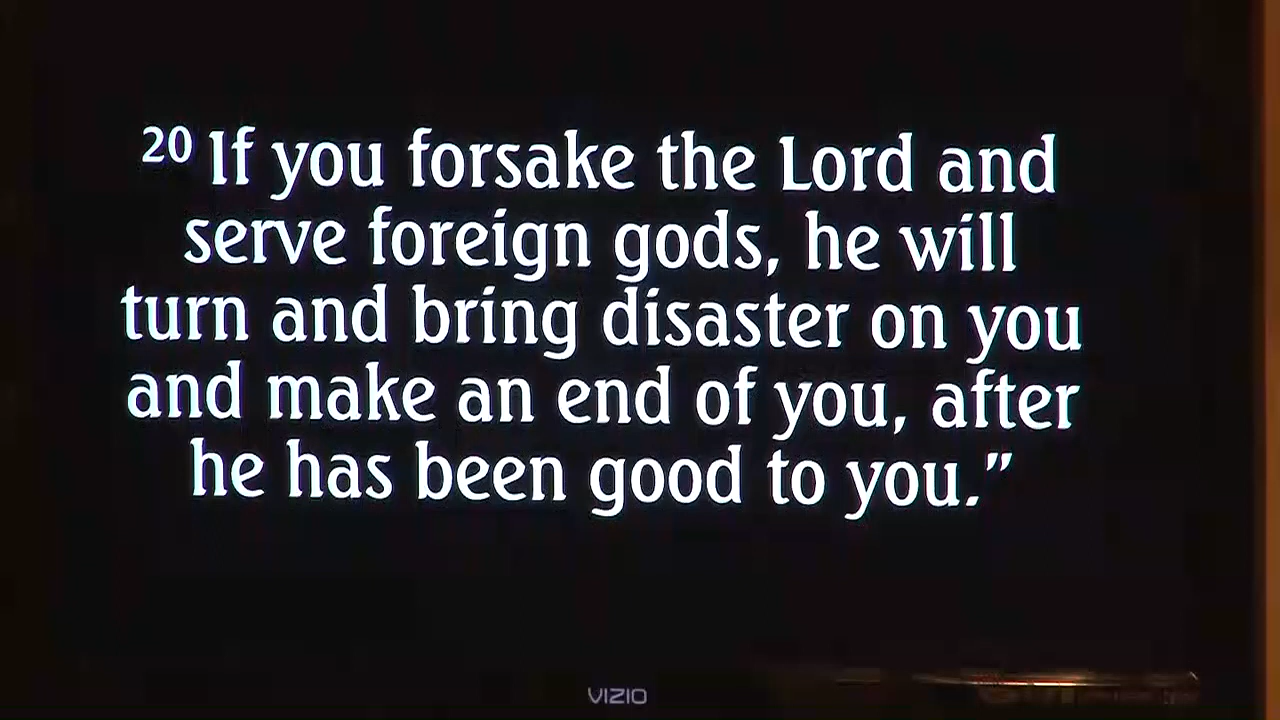 20 If you forsake the Lord and
serve foreign gods, he will
turn and bring disaster on you
and make an end of you, after
he has been good to you.”
VIZIO